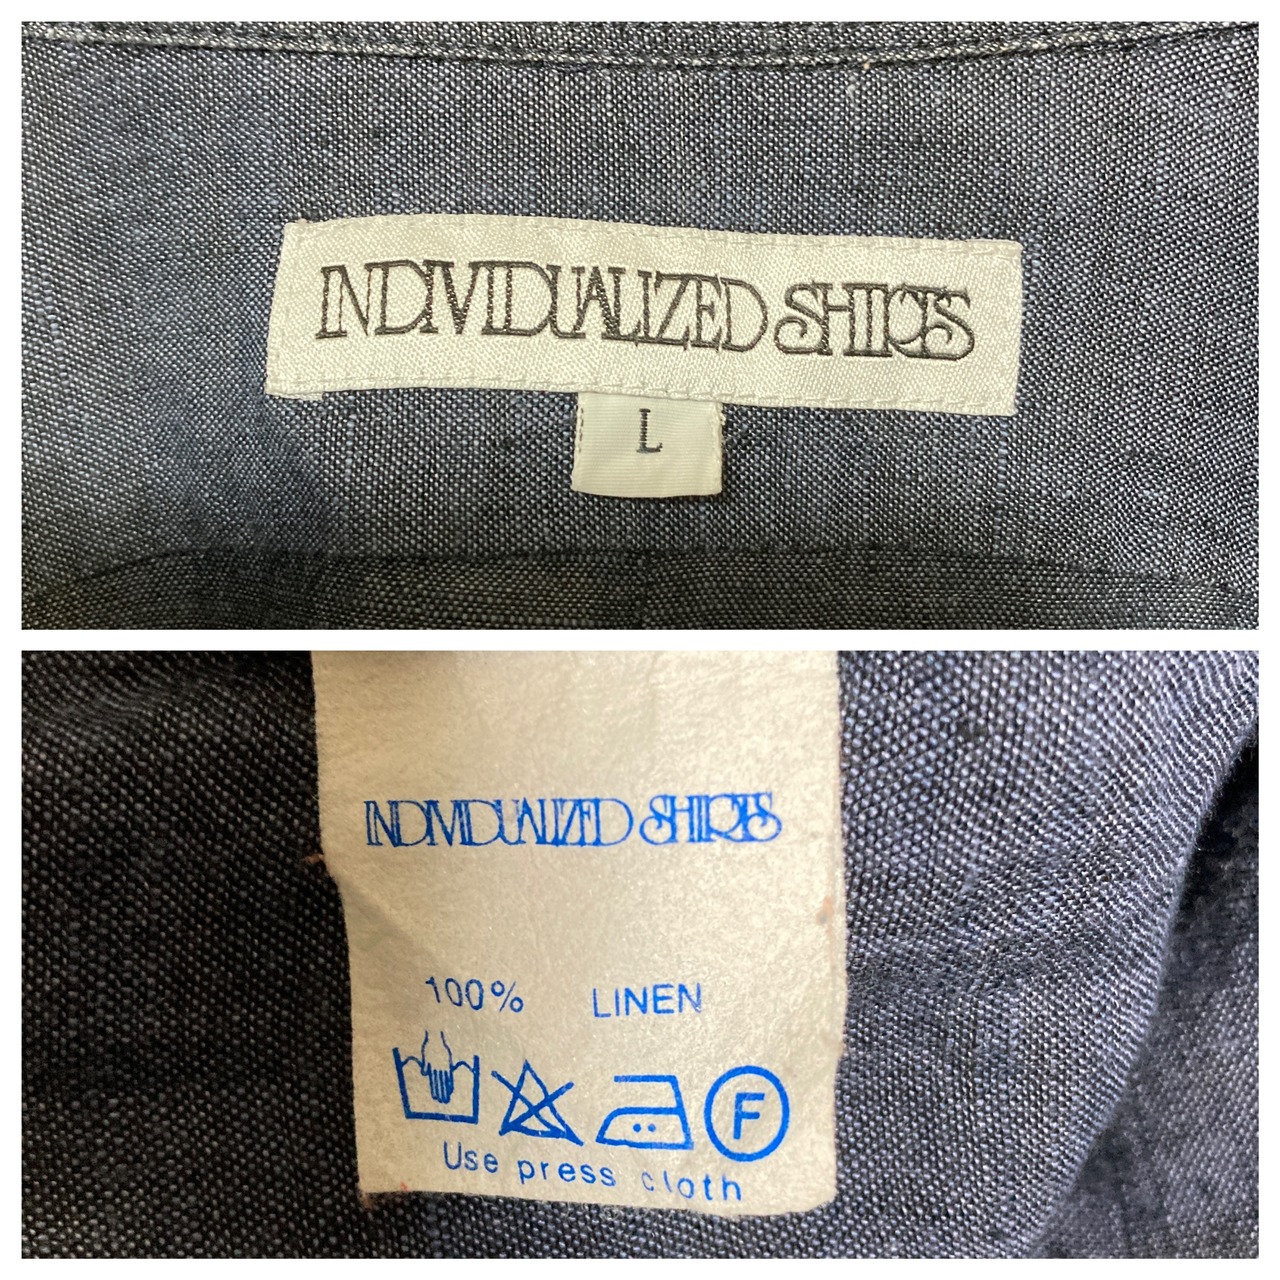 INDIVIDUALIZED SHIRTS
L
INDIVIDUALIZED SHIRTS
100% LINEN
F
Use press cloth